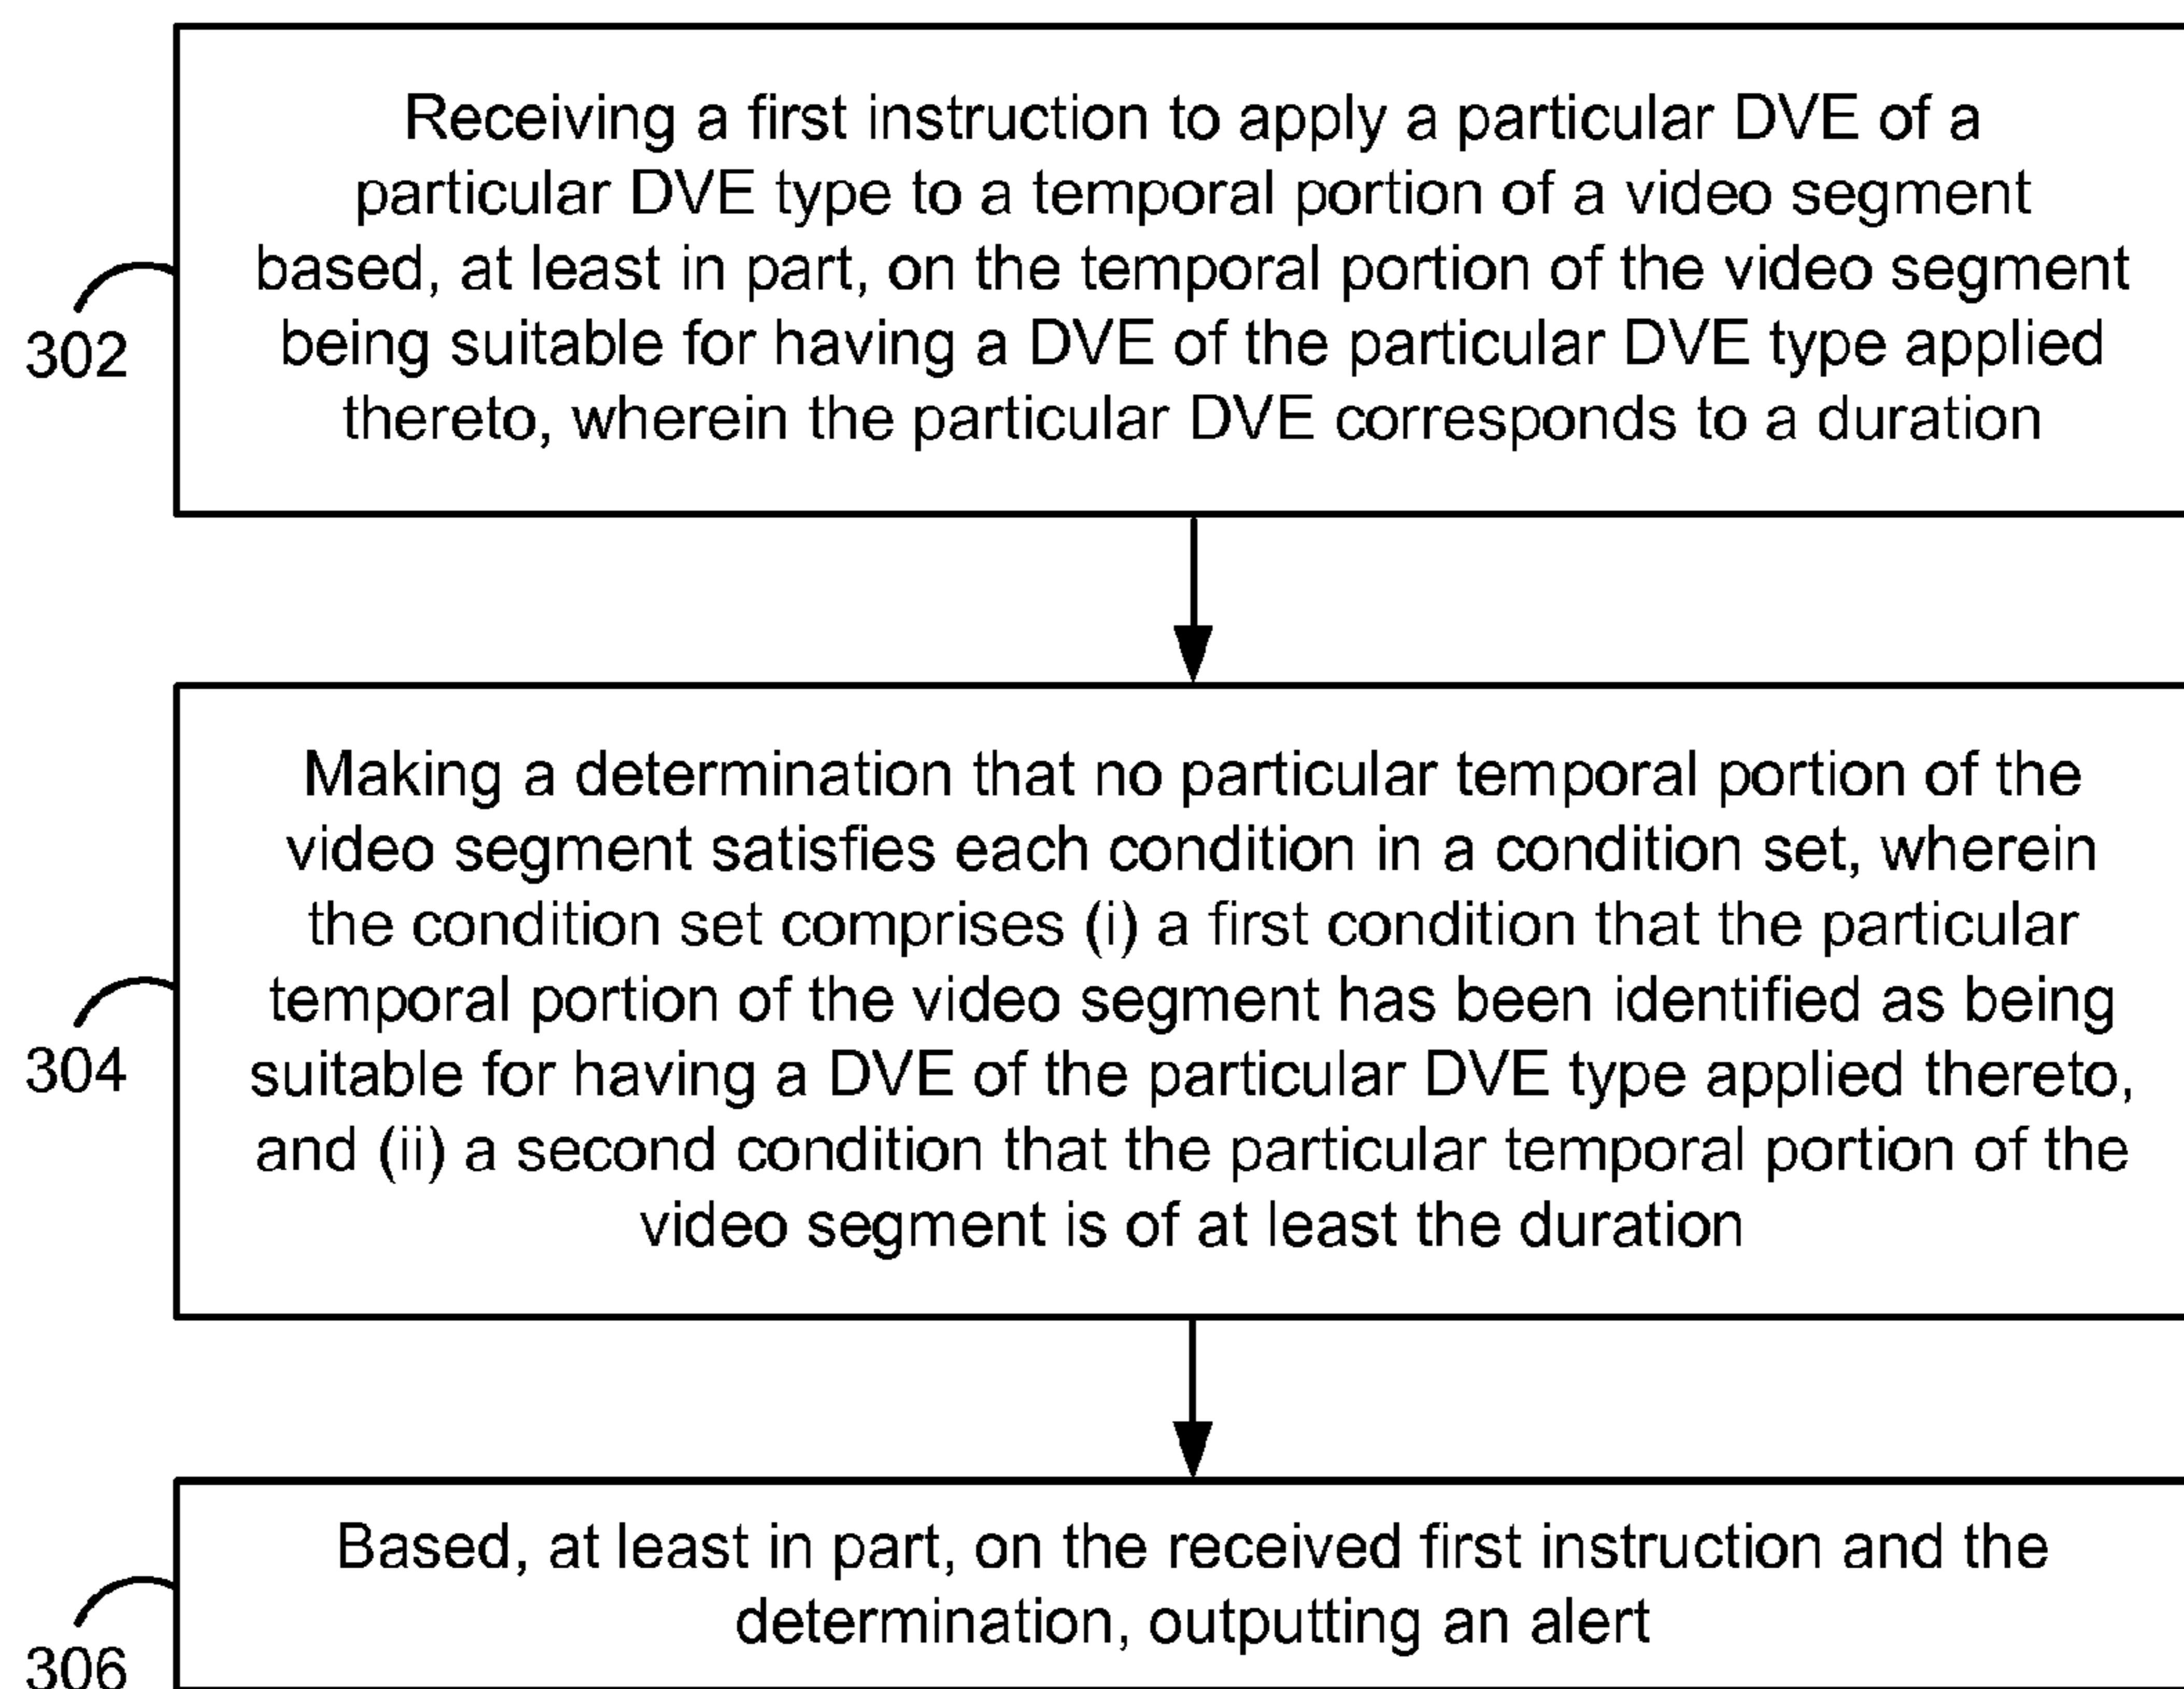 Receiving a first instruction to apply a particular DVE of a
particular DVE type to a temporal portion of a video segment
based, at least in part, on the temporal portion of the video segment
being suitable for having a DVE of the particular DVE type applied
thereto, wherein the particular DVE corresponds to a duration
302
Making a determination that no particular temporal portion of the
video segment satisfies each condition in a condition set, wherein
the condition set comprises (i) a first condition that the particular
temporal portion of the video segment has been identified as being
suitable for having a DVE of the particular DVE type applied thereto,
and (ii) a second condition that the particular temporal portion of the
video segment is of at least the duration
304
Based, at least in part, on the received first instruction and the
determination, outputting an alert
306